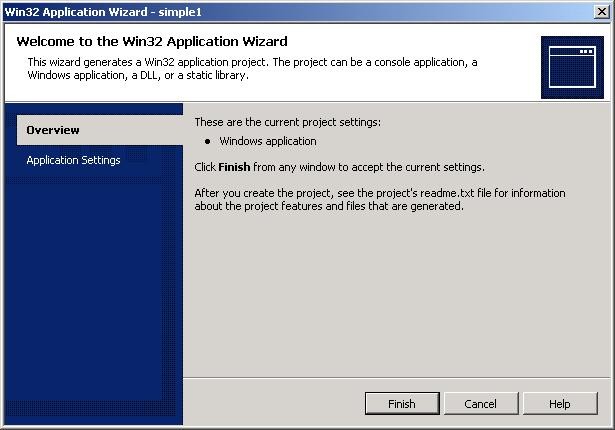 Win32 Application Wizard - simple1
Welcome to the Win32 Application Wizard
This wizard generates a Win32 application project. The project can be a console application, a
Windows application, a DLL, or a static library.
Overview
Application Settings
These are the current project settings:
• Windows application
Click Finish from any window to accept the current settings.
After you create the project, see the project's readme.txt file for information
about the project features and files that are generated.
Finish
Cancel
Help